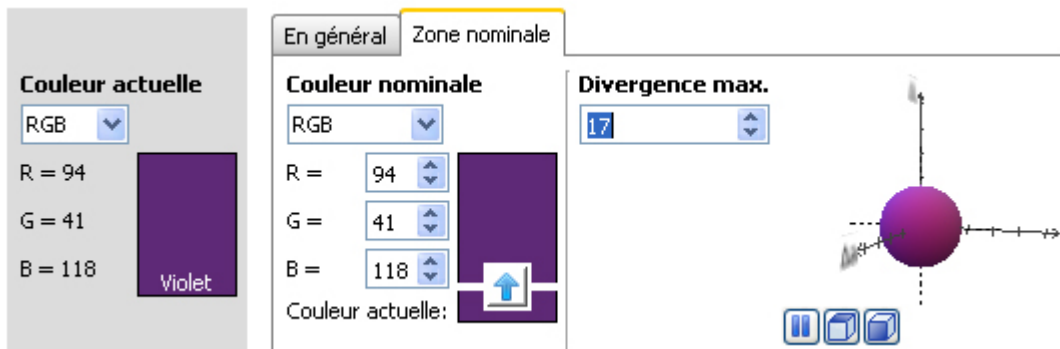 En général
Zone nominale
Couleur actuelle
RGB
R = 94
G = 41
B = 118
Violet
Couleur nominale
RGB
R = 94
G = 41
B = 118
Couleur actuelle:
Divergence max.
17